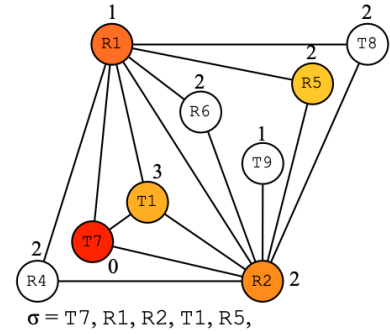 1
2
R1
T8
2
2
R5
R6
1
T9
3
T1
T7
2
0
R4
R2
2
σ = T7, R1, R2, T1, R5,